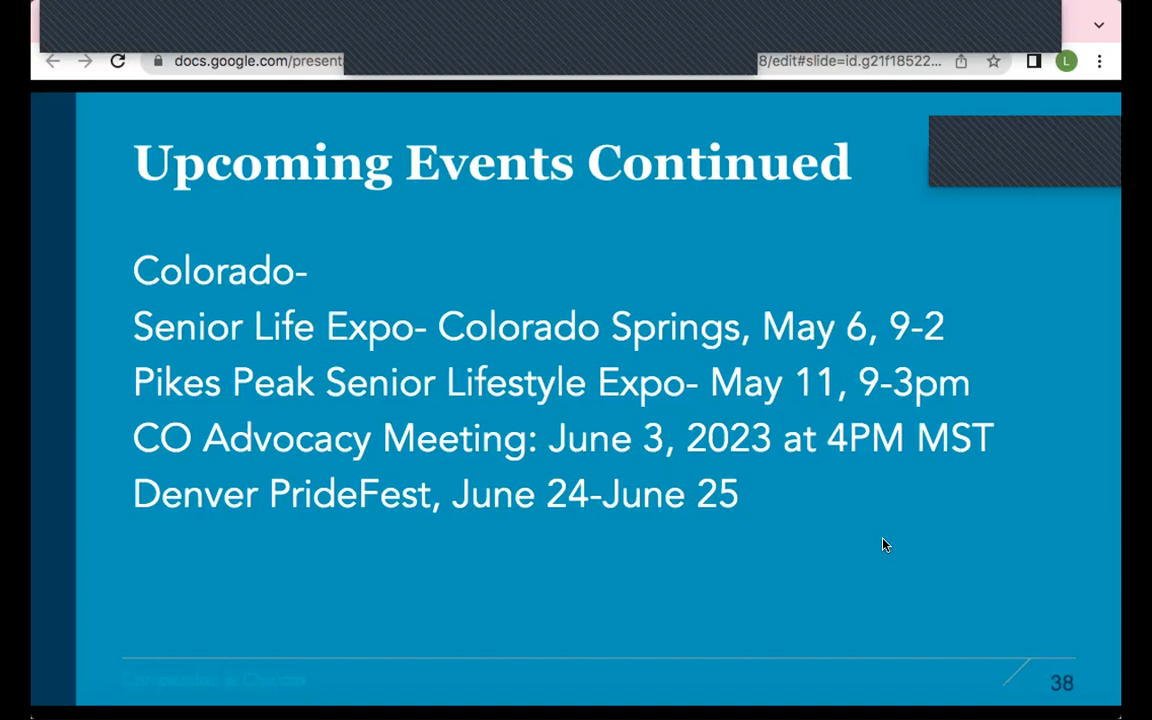 docs.google.com/present
8/edit#slide=id.g21f18522...
L
Upcoming Events Continued
Colorado-
Senior Life Expo- Colorado Springs, May 6, 9-2
Pikes Peak Senior Lifestyle Expo- May 11, 9-3pm
CO Advocacy Meeting: June 3, 2023 at 4PM MST
Denver PrideFest, June 24-June 25
38